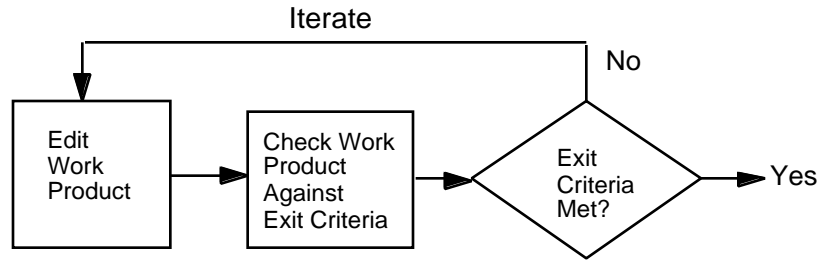 Iterate
No
Edit
Work
Product
Check Work
Product
Against
Exit Criteria
Exit
Criteria
Met?
Yes